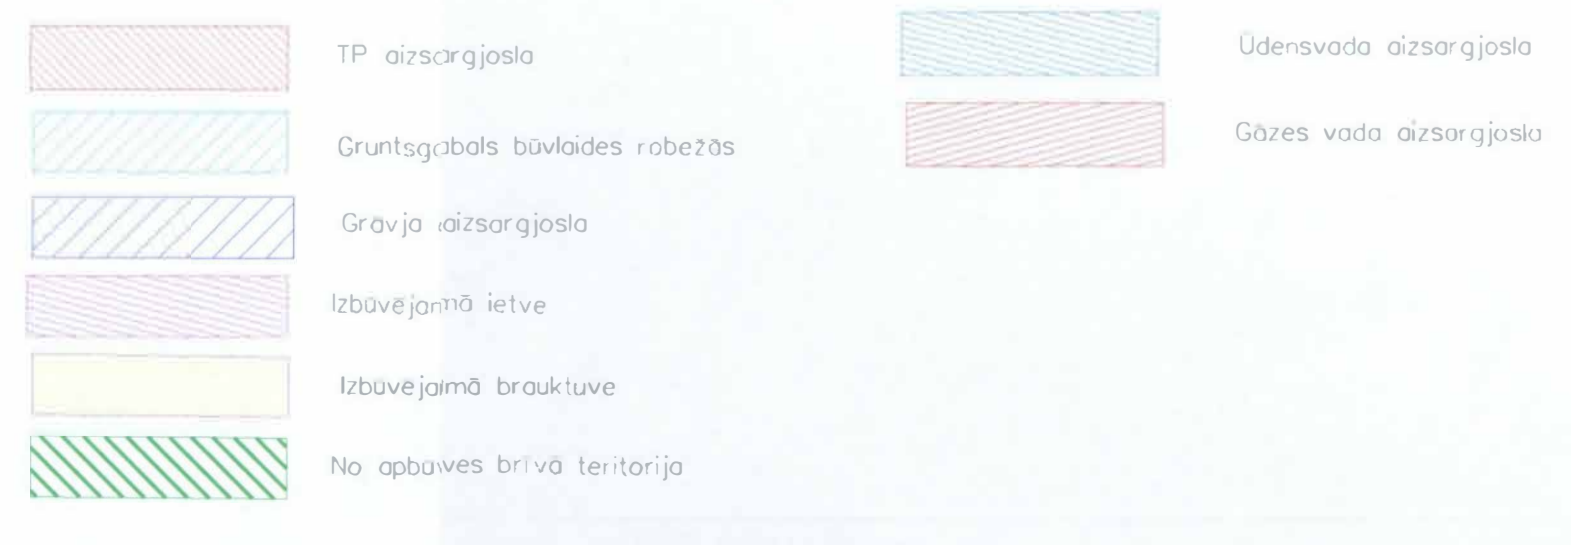 TP aizsargjosla
Gruntsgabals būvlaides robežās
Grāvja aizsargjosla
Izbūvējamā ietve
Izbūvējamā brauktuve
No apbūves brīvā teritorija
Ūdensvada aizsargjosla
Gāzes vada aizsargjosla